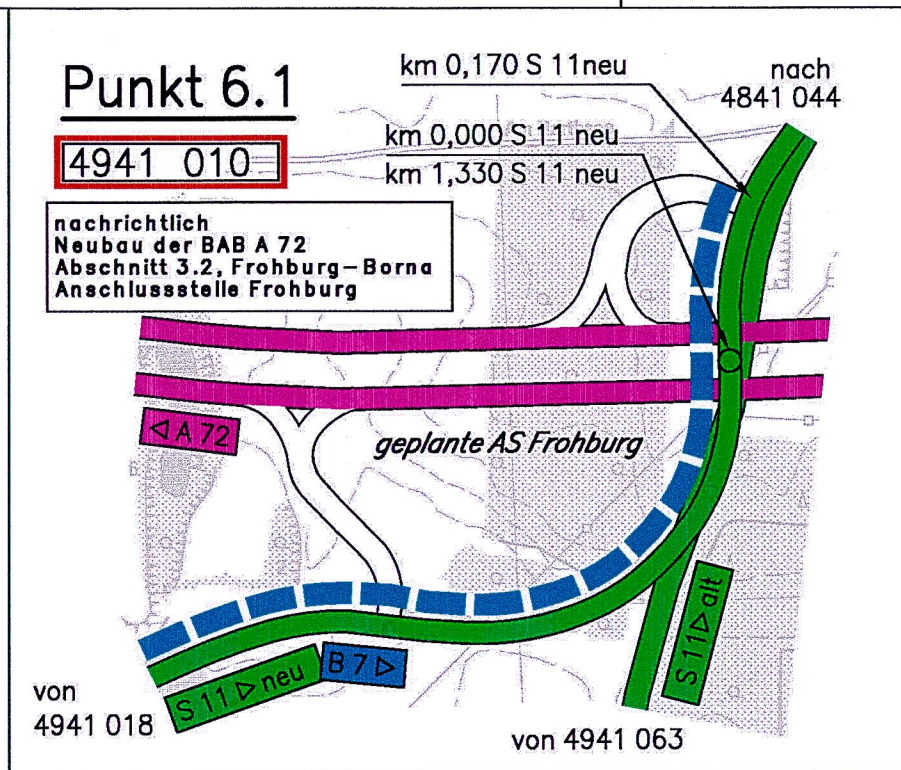 Punkt 6.1
4941 010
nachrichtlich
Neubau der BAB A 72
Abschnitt 3.2, Frohburg–Borna
Anschlussstelle Frohburg
km 0,170 S 11neu
km 0,000 S 11 neu
km 1,330 S 11 neu
nach
4841 044
◁ A 72
geplante AS Frohburg
S 11 ▷ alt
B 7 ▷
S 11 ▷ neu
von
4941 018
von 4941 063